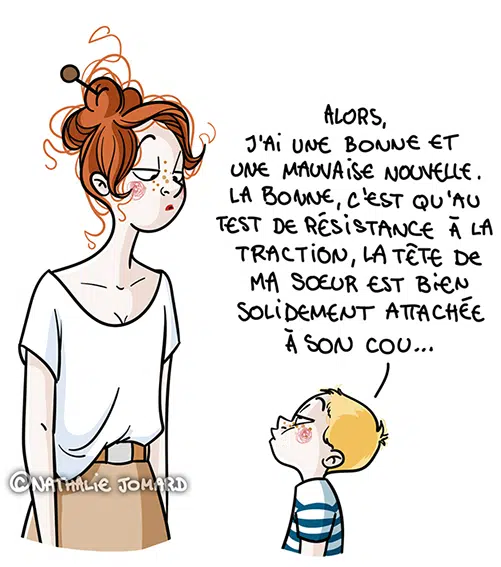 ALORS,
J'AI UNE BONNE ET
UNE MAUVAISE NOUVELLE.
LA BONNE, C'EST QU'AU
TEST DE RÉSISTANCE À LA
TRACTION, LA TÊTE DE
MA SOEUR EST BIEN
SOLIDEMENT ATTACHÉE
À SON COU...
©NATHALIE JOMARD